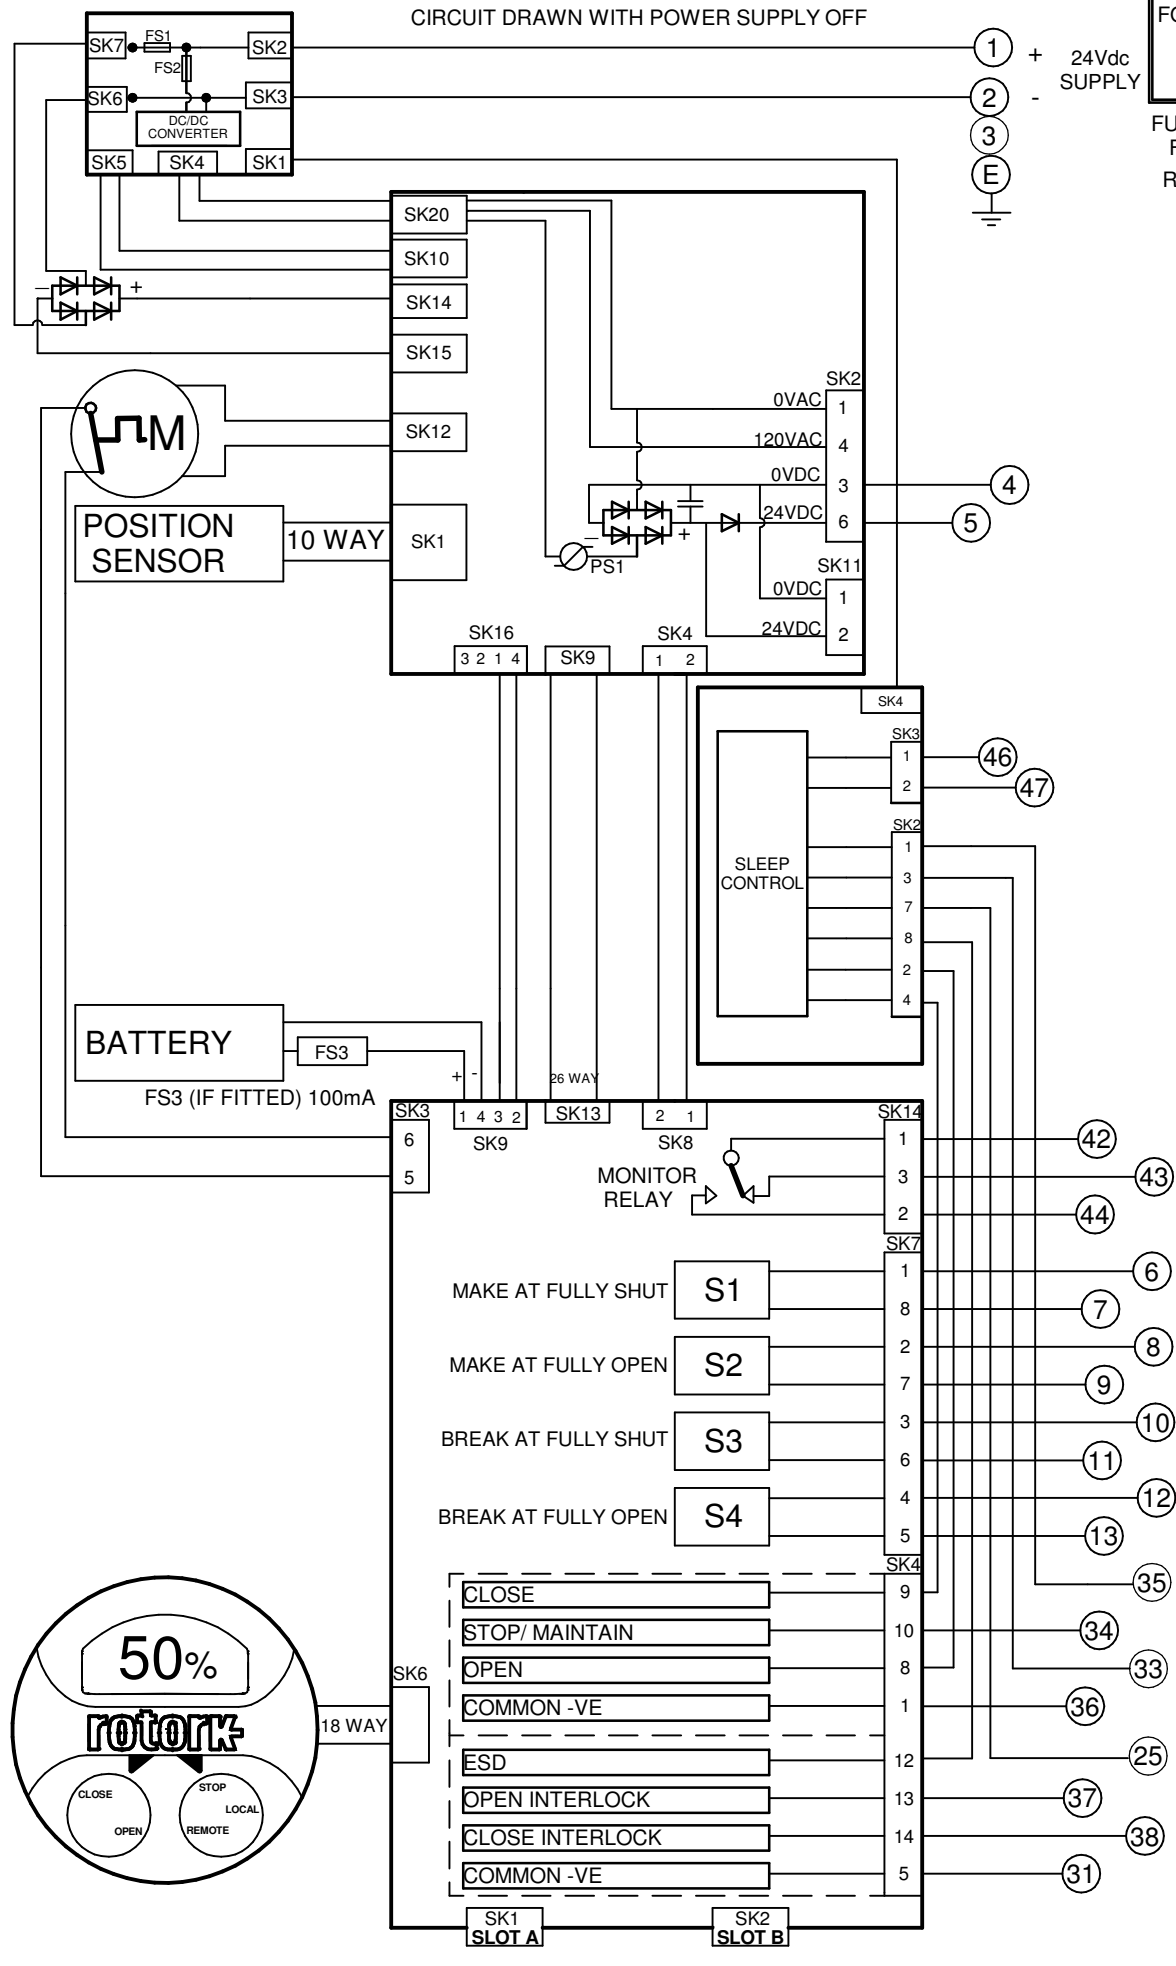 CIRCUIT DRAWN WITH POWER SUPPLY OFF
FO
SK7
FS1
SK2
1
+
24Vdc
SUPPLY
FS2
SK6
SK3
2
-
DC/DC
CONVERTER
3
FU
F
SK5
SK4
SK1
E
R
SK20
SK10
–
+
SK14
SK15
SK2
0VAC
1
M
SK12
120VAC
4
0VDC
3
4
POSITION
SENSOR
10 WAY
SK1
24VDC
6
5
–
+
PS1
SK11
0VDC
1
24VDC
2
SK16
SK4
3 2 1 4
SK9
1 2
SK4
SK3
1
46
2
47
SK2
1
SLEEP
CONTROL
3
7
8
2
4
BATTERY
FS3
FS3 (IF FITTED) 100mA
+
-
26 WAY
SK3
1 4 3 2
SK13
2 1
SK14
SK9
SK8
6
5
MONITOR
RELAY
1
42
3
43
2
44
SK7
MAKE AT FULLY SHUT
S1
1
6
8
7
MAKE AT FULLY OPEN
S2
2
8
7
9
BREAK AT FULLY SHUT
S3
3
10
6
11
BREAK AT FULLY OPEN
S4
4
12
5
13
SK4
CLOSE
9
35
STOP/ MAINTAIN
10
34
OPEN
8
33
COMMON -VE
1
36
50%
rotork
SK6
18 WAY
CLOSE
OPEN
STOP
LOCAL
REMOTE
ESD
12
25
OPEN INTERLOCK
13
37
CLOSE INTERLOCK
14
38
COMMON -VE
5
31
SK1
SLOT A
SK2
SLOT B